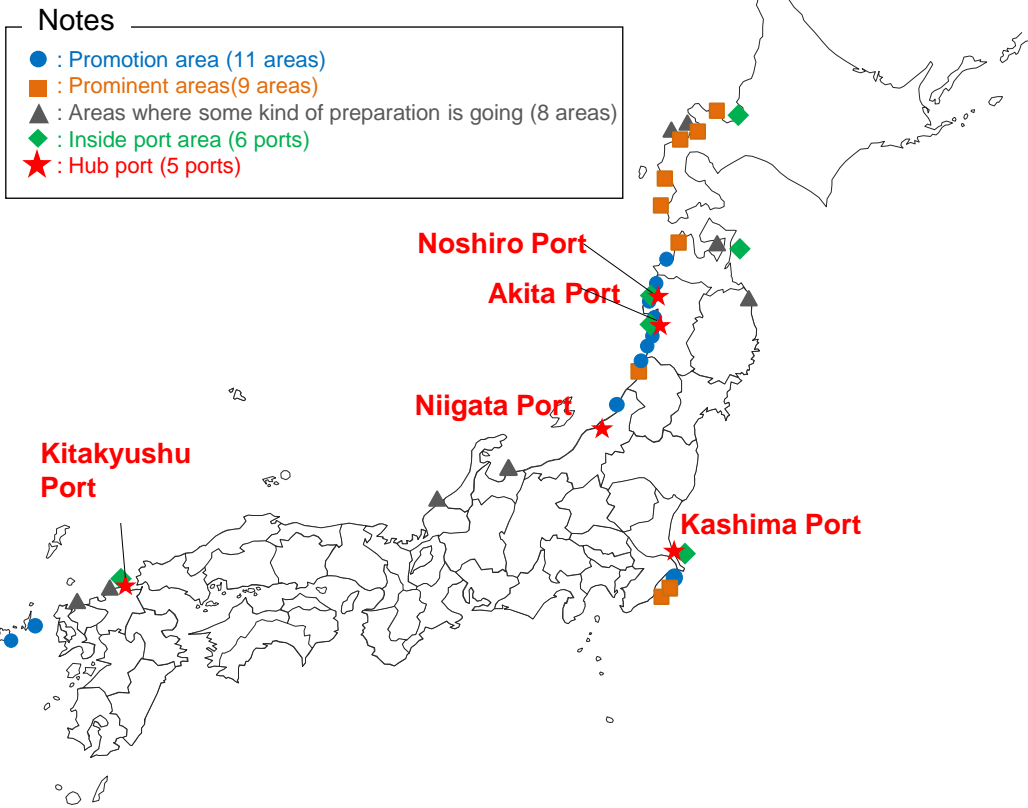 Notes
: Promotion area (11 areas)
: Prominent areas(9 areas)
: Areas where some kind of preparation is going (8 areas)
: Inside port area (6 ports)
: Hub port (5 ports)
Noshiro Port
Akita Port
Niigata Port
Kitakyushu
Port
Kashima Port